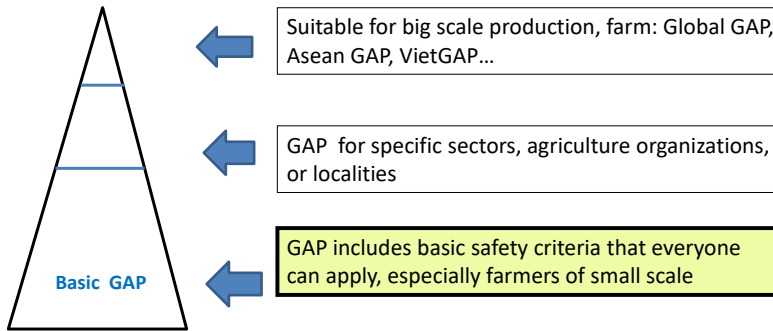 Suitable for big scale production, farm: Global GAP,
Asean GAP, VietGAP...
GAP for specific sectors, agriculture organizations,
or localities
GAP includes basic safety criteria that everyone
can apply, especially farmers of small scale
Basic GAP